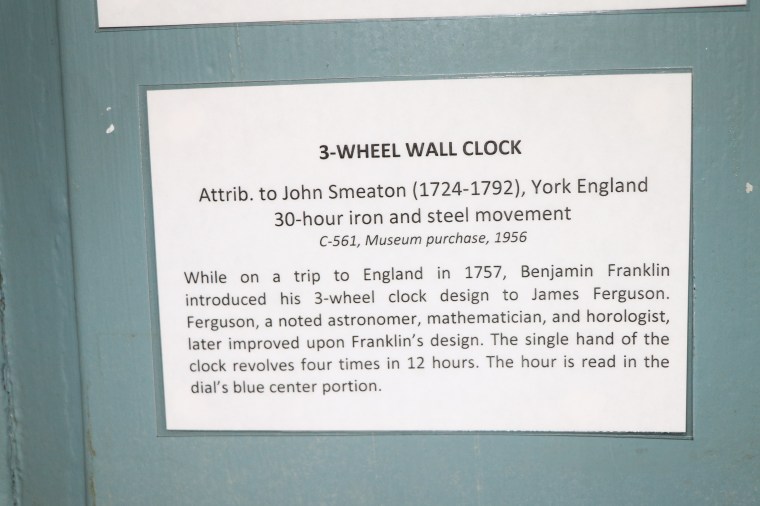 3-WHEEL WALL CLOCK
Attrib. to John Smeaton (1724-1792), York England
30-hour iron and steel movement
C-561, Museum purchase, 1956
While on a trip to England in 1757, Benjamin Franklin
introduced his 3-wheel clock design to James Ferguson.
Ferguson, a noted astronomer, mathematician, and horologist,
later improved upon Franklin's design. The single hand of the
clock revolves four times in 12 hours. The hour is read in the
dial's blue center portion.